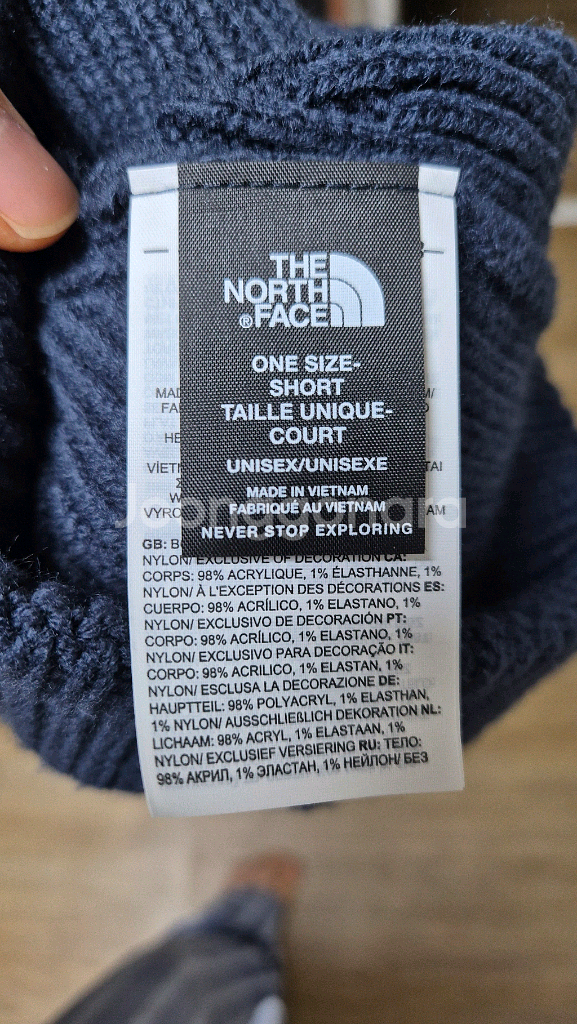 THE
NORTH
®FACE
ONE SIZE-
SHORT
TAILLE UNIQUE-
COURT
UNISEX/UNISEXE
MADE IN VIETNAM
FABRIQUÉ AU VIETNAM
NEVER STOP EXPLORING
Joonggonara
GB:
NYLON/ EXCLUSIVE OF DECORATION CA:
CORPS: 98% ACRYLIQUE, 1% ÉLASTHANNE, 1%
NYLON/ À L'EXCEPTION DES DÉCORATIONS ES:
CUERPO: 98% ACRÍLICO, 1% ELASTANO, 1%
NYLON/ EXCLUSIVO DE DECORACIÓN PT:
CORPO: 98% ACRÍLICO, 1% ELASTANO, 1%
NYLON/ EXCLUSIVO PARA DECORAÇÃO IT:
CORPO: 98% ACRILICO, 1% ELASTAN, 1%
NYLON/ ESCLUSA LA DECORAZIONE DE:
HAUPTTEIL: 98% POLYACRYL, 1% ELASTHAN,
1% NYLON/ AUSSCHLIEßLICH DEKORATION NL:
LICHAAM: 98% ACRYL, 1% ELASTAAN, 1%
NYLON/ EXCLUSIEF VERSIERING RU: ТЕЛО:
98% АКРИЛ, 1% ЭЛАСТАН, 1% НЕЙЛОН/ БЕЗ